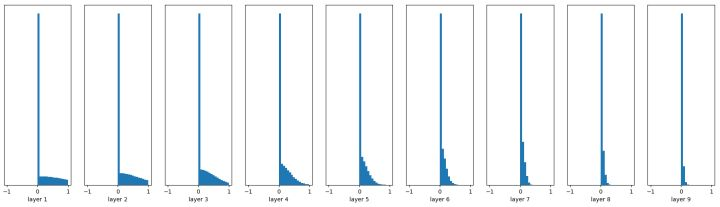 −1 0 1 −1 0 1 −1 0 1 −1 0 1 −1 0 1 −1 0 1 −1 0 1 −1 0 1 −1 0 1
layer 1 layer 2 layer 3 layer 4 layer 5 layer 6 layer 7 layer 8 layer 9